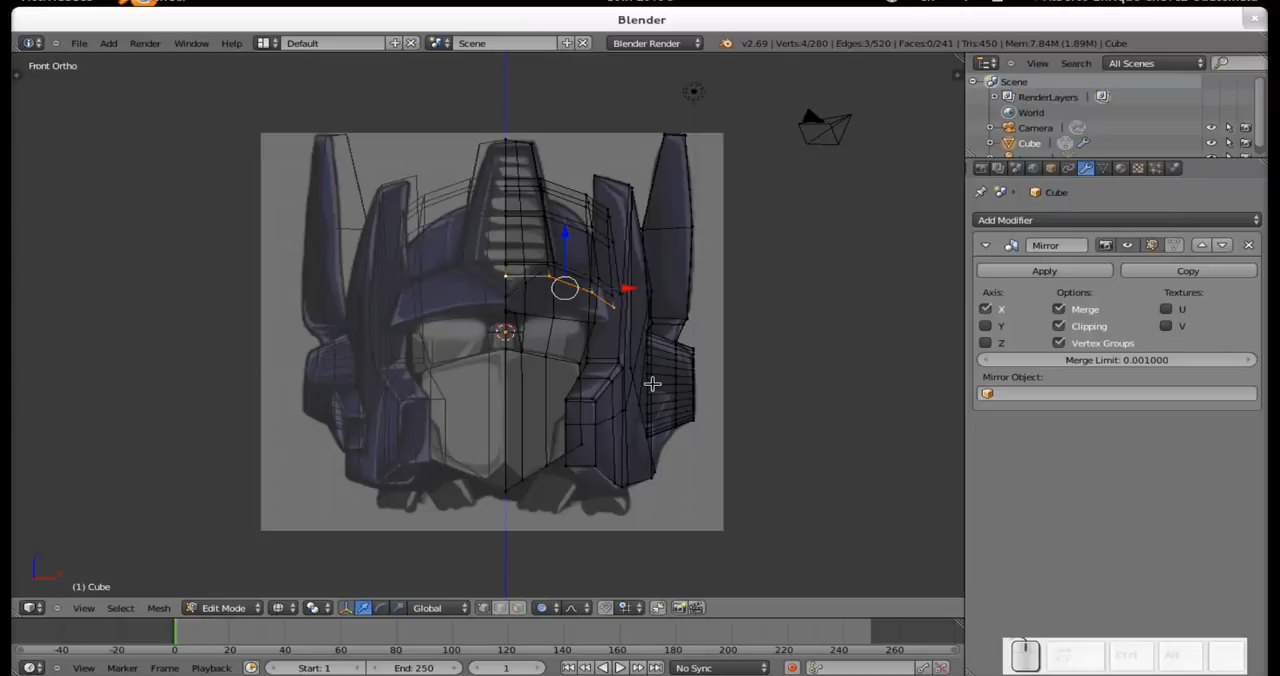 Blender
File Add Render Window Help Default Scene Blender Render v2.69 | Verts:4/280 | Edges:3/520 | Faces:0/241 | Tris:450 | Mem:7.84M (1.89M) | Cube
Front Ortho
View Search All Scenes
Scene
RenderLayers
World
Camera
Cube
Cube
Add Modifier
Mirror
Apply Copy
Axis: Options: Textures:
X Merge U
Y Clipping V
Z Vertex Groups
Merge Limit: 0.001000
Mirror Object:
(1) Cube
View Select Mesh Edit Mode Global
-40 -20 0 20 40 60 80 100 120 140 160 180 200 220 240 260
View Marker Frame Playback Start: 1 End: 250 1 No Sync
Ctrl Alt